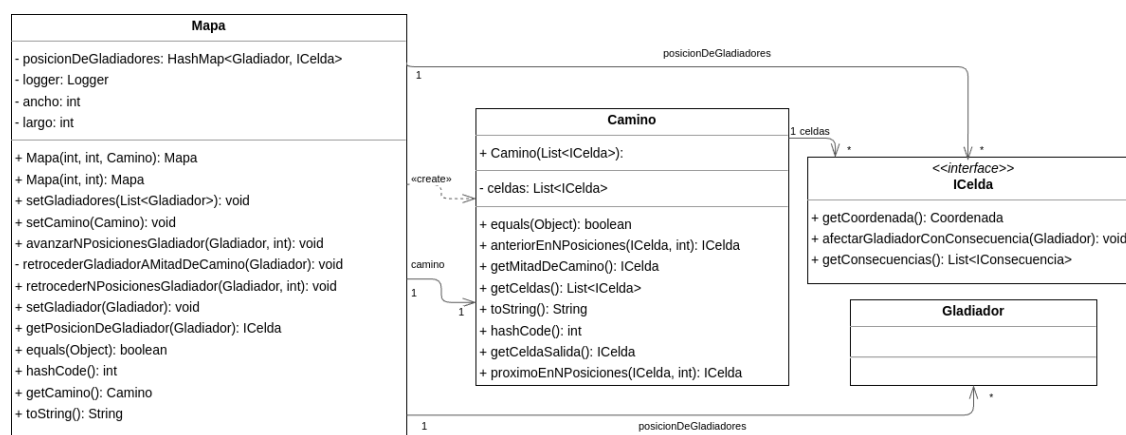 Mapa
- posicionDeGladiadores: HashMap<Gladiador, ICelda>
- logger: Logger
- ancho: int
- largo: int
+ Mapa(int, int, Camino): Mapa
+ Mapa(int, int): Mapa
+ setGladiadores(List<Gladiador>): void
+ setCamino(Camino): void
+ avanzarNPosicionesGladiador(Gladiador, int): void
- retrocederGladiadorAMitadDeCamino(Gladiador): void
+ retrocederNPosicionesGladiador(Gladiador, int): void
+ setGladiador(Gladiador): void
+ getPosicionDeGladiador(Gladiador): ICelda
+ equals(Object): boolean
+ hashCode(): int
+ getCamino(): Camino
+ toString(): String
posicionDeGladiadores
1
*
«create»
camino
1
1
Camino
+ Camino(List<ICelda>):
- celdas: List<ICelda>
+ equals(Object): boolean
+ anteriorEnNPosiciones(ICelda, int): ICelda
+ getMitadDeCamino(): ICelda
+ getCeldas(): List<ICelda>
+ toString(): String
+ hashCode(): int
+ getCeldaSalida(): ICelda
+ proximoEnNPosiciones(ICelda, int): ICelda
1 celdas
*
<<interface>>
ICelda
+ getCoordenada(): Coordenada
+ afectarGladiadorConConsecuencia(Gladiador): void
+ getConsecuencias(): List<IConsecuencia>
Gladiador
*
1
posicionDeGladiadores